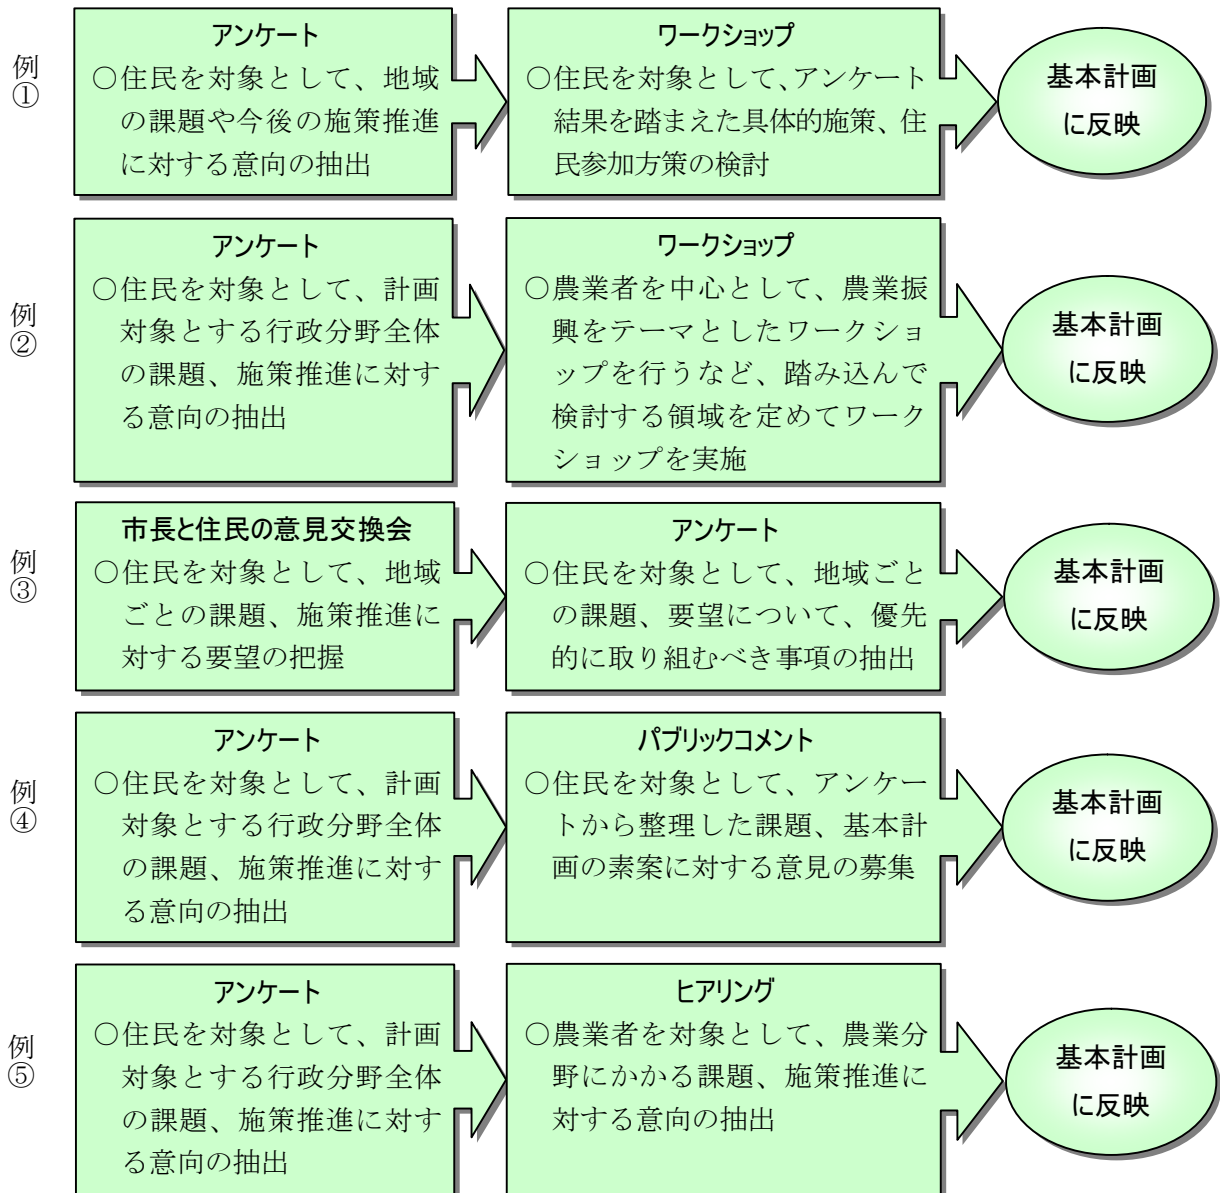 例①
アンケート
○住民を対象として、地域
の課題や今後の施策推進
に対する意向の抽出
ワークショップ
○住民を対象として、アンケート
結果を踏まえた具体的施策、住
民参加方策の検討
基本計画
に反映
例②
アンケート
○住民を対象として、計画
対象とする行政分野全体
の課題、施策推進に対す
る意向の抽出
ワークショップ
○農業者を中心として、農業振
興をテーマとしたワークショ
ップを行うなど、踏み込んで
検討する領域を定めてワーク
ショップを実施
基本計画
に反映
例③
市長と住民の意見交換会
○住民を対象として、地域
ごとの課題、施策推進に
対する要望の把握
アンケート
○住民を対象として、地域ごと
の課題、要望について、優先
的に取り組むべき事項の抽出
基本計画
に反映
例④
アンケート
○住民を対象として、計画
対象とする行政分野全体
の課題、施策推進に対す
る意向の抽出
パブリックコメント
○住民を対象として、アンケー
トから整理した課題、基本計
画の素案に対する意見の募集
基本計画
に反映
例⑤
アンケート
○住民を対象として、計画
対象とする行政分野全体
の課題、施策推進に対す
る意向の抽出
ヒアリング
○農業者を対象として、農業分
野にかかる課題、施策推進に
対する意向の抽出
基本計画
に反映